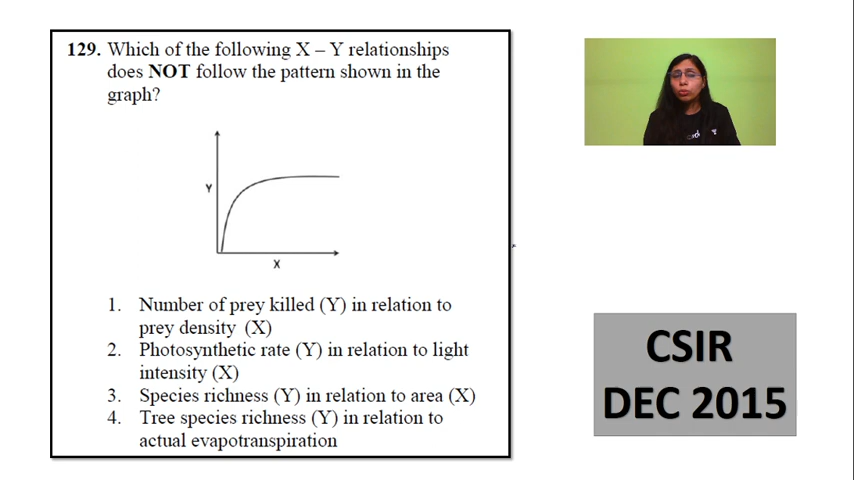 129. Which of the following X – Y relationships
does NOT follow the pattern shown in the
graph?
Y
X
1. Number of prey killed (Y) in relation to
prey density (X)
2. Photosynthetic rate (Y) in relation to light
intensity (X)
3. Species richness (Y) in relation to area (X)
4. Tree species richness (Y) in relation to
actual evapotranspiration
CSIR
DEC 2015